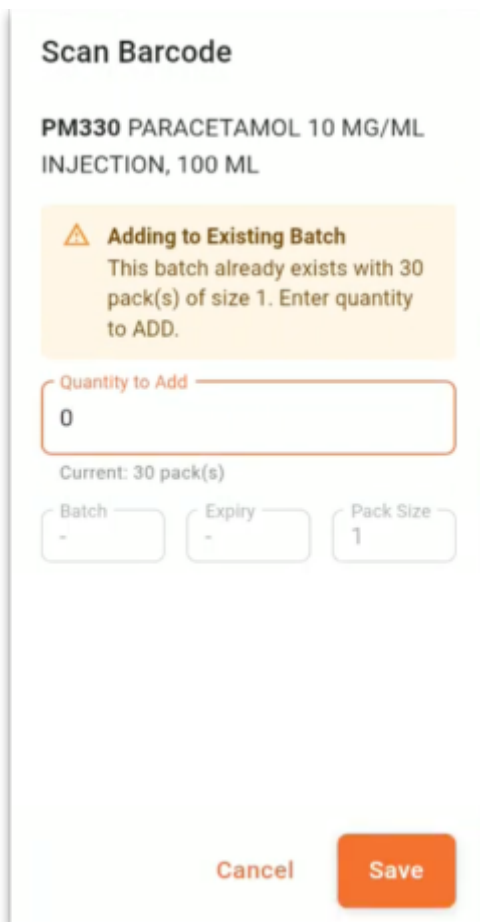 Scan Barcode
PM330 PARACETAMOL 10 MG/ML
INJECTION, 100 ML
Adding to Existing Batch
This batch already exists with 30
pack(s) of size 1. Enter quantity
to ADD.
Quantity to Add
0
Current: 30 pack(s)
Batch Expiry Pack Size
- - 1
Cancel Save